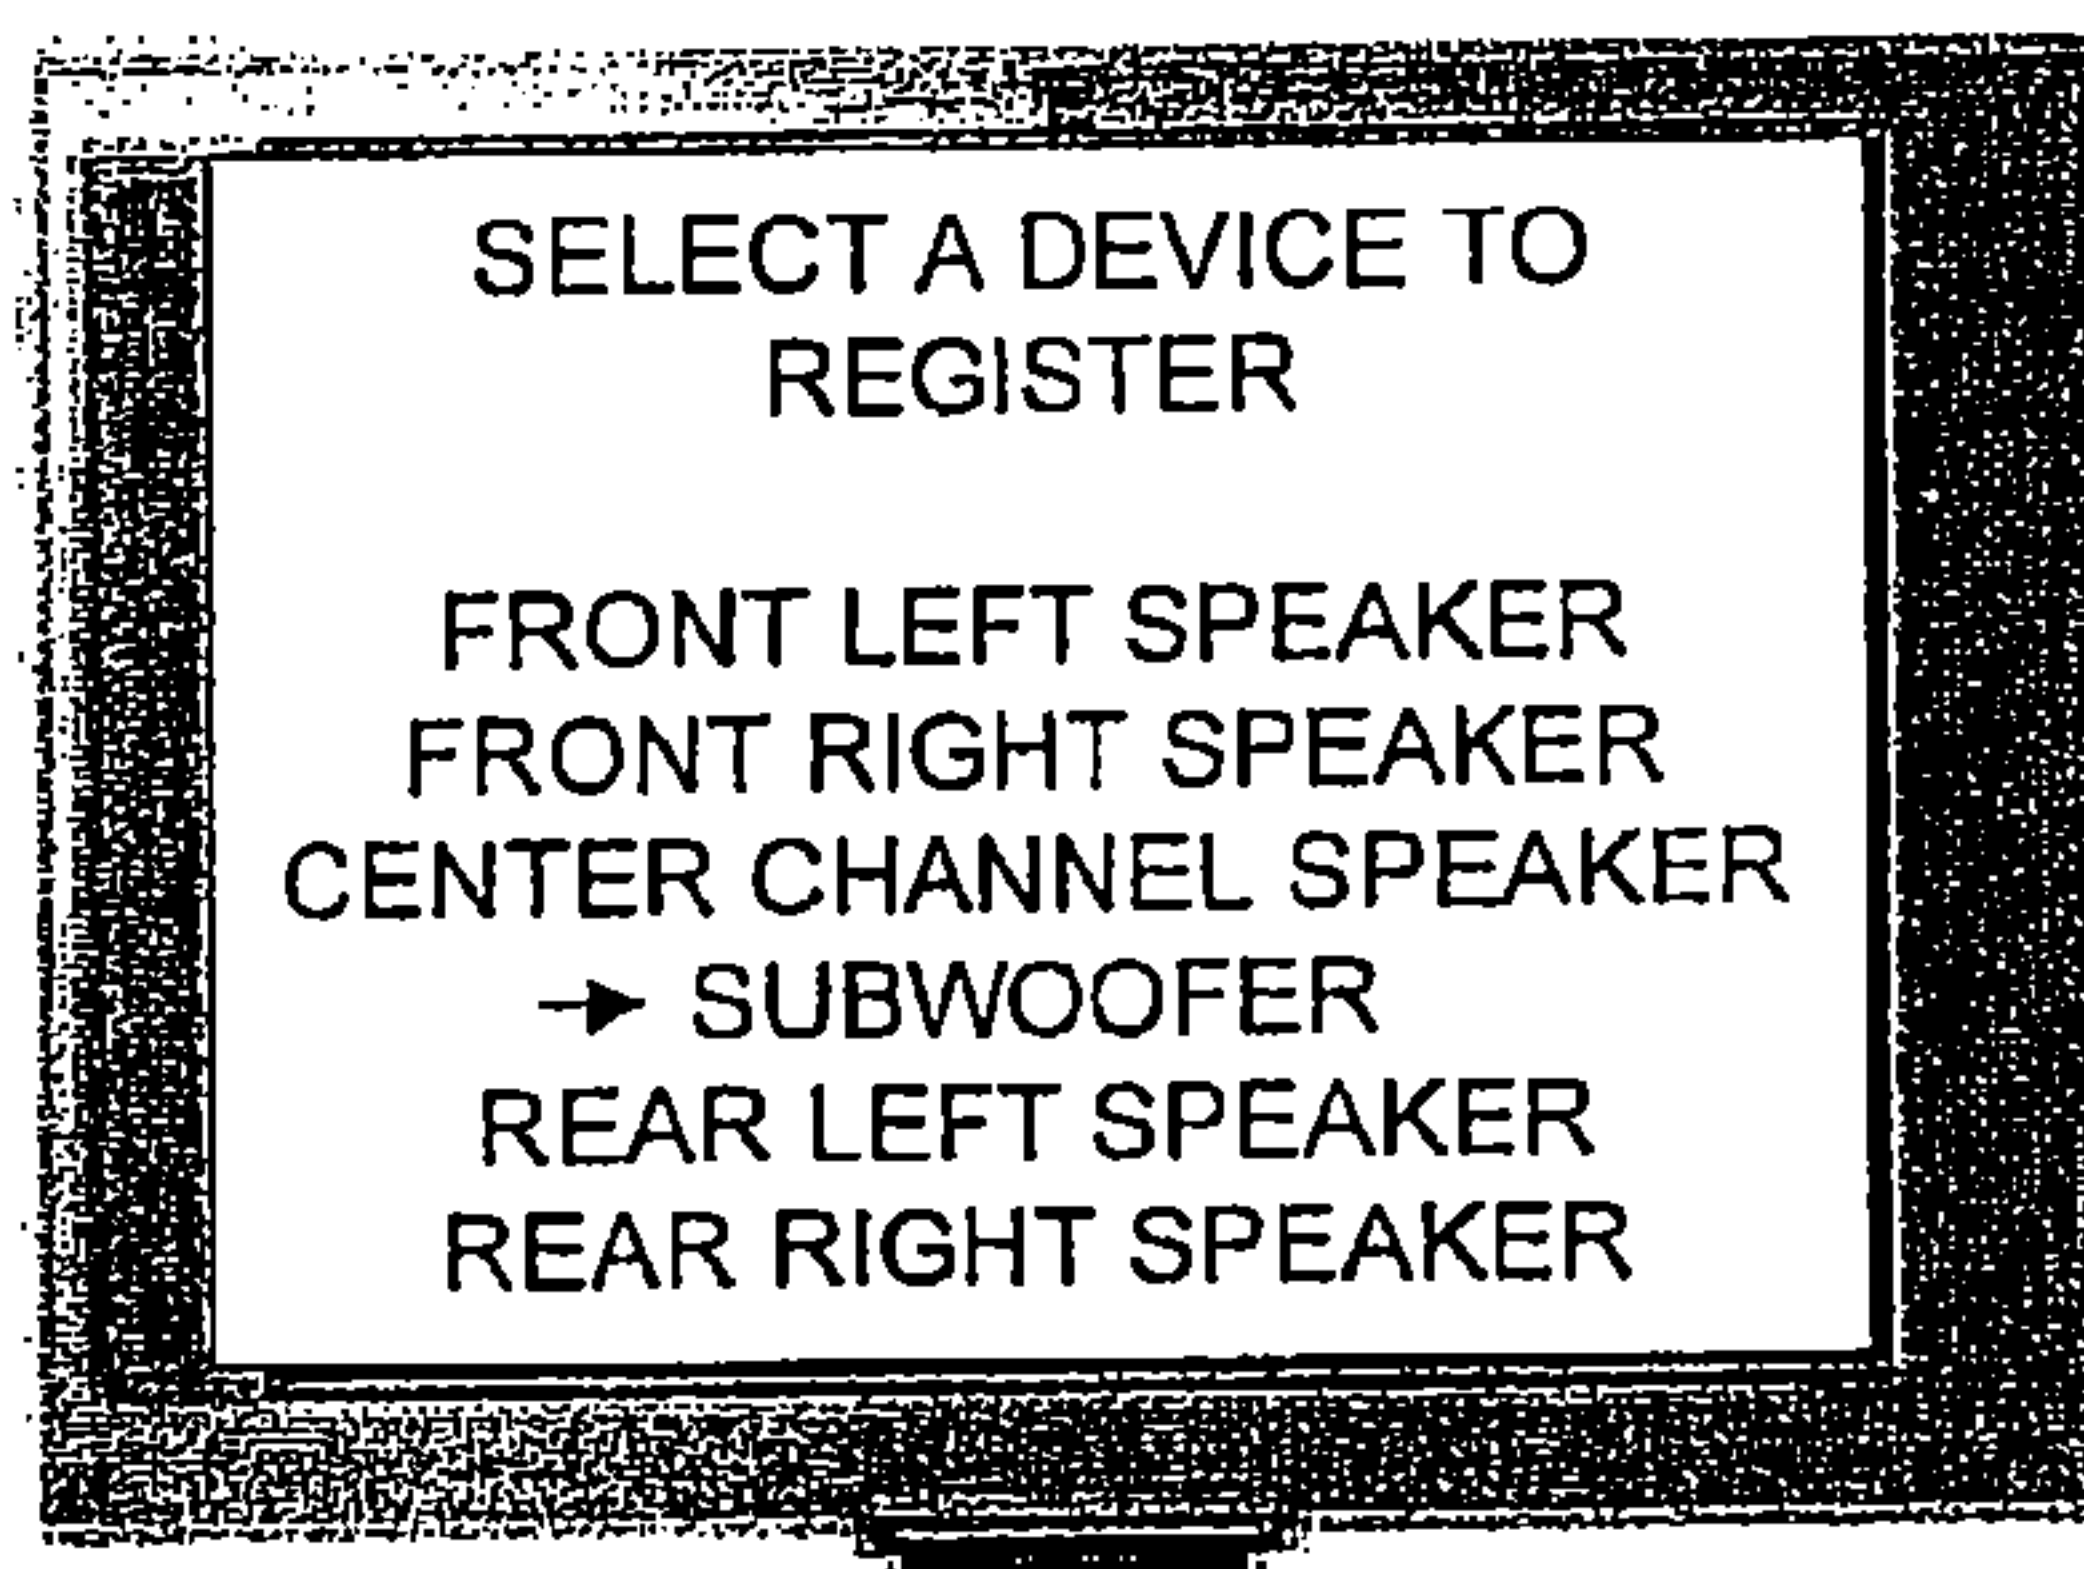 SELECT A DEVICE TO
REGISTER
FRONT LEFT SPEAKER
FRONT RIGHT SPEAKER
CENTER CHANNEL SPEAKER
→ SUBWOOFER
REAR LEFT SPEAKER
REAR RIGHT SPEAKER